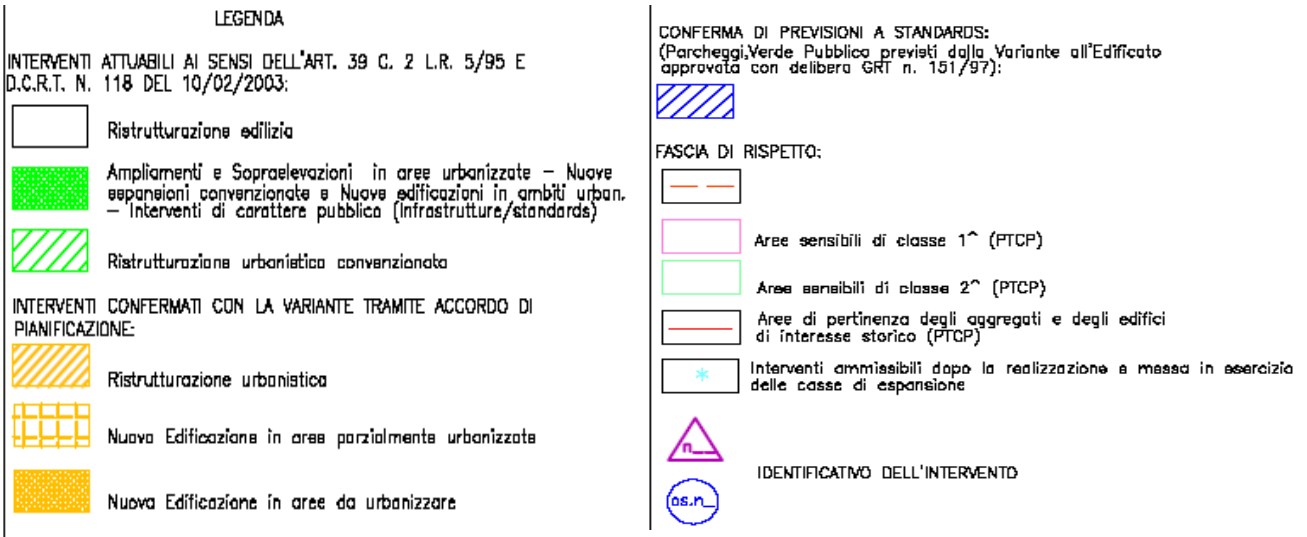 LEGENDA
INTERVENTI ATTUABILI AI SENSI DELL'ART. 39 C. 2 L.R. 5/95 E
D.C.R.T. N. 118 DEL 10/02/2003:
Ristrutturazione edilizia
Ampliamenti e Sopraelevazioni in aree urbanizzate – Nuove
espansioni convenzionate e Nuove edificazioni in ambiti urban.
– Interventi di carattere pubblico (Infrastrutture/standards)
Ristrutturazione urbanistica convenzionata
INTERVENTI CONFERMATI CON LA VARIANTE TRAMITE ACCORDO DI
PIANIFICAZIONE:
Ristrutturazione urbanistica
Nuova Edificazione in aree parzialmente urbanizzate
Nuova Edificazione in aree da urbanizzare
CONFERMA DI PREVISIONI A STANDARDS:
(Parcheggi,Verde Pubblico previsti dalla Variante all'Edificato
approvata con delibera GRT n. 151/97):
FASCIA DI RISPETTO:
Aree sensibili di classe 1^ (PTCP)
Aree sensibili di classe 2^ (PTCP)
Aree di pertinenza degli aggregati e degli edifici
di interesse storico (PTCP)
*
Interventi ammissibili dopo la realizzazione e messa in esercizio
delle casse di espansione
n_
IDENTIFICATIVO DELL'INTERVENTO
os.n_